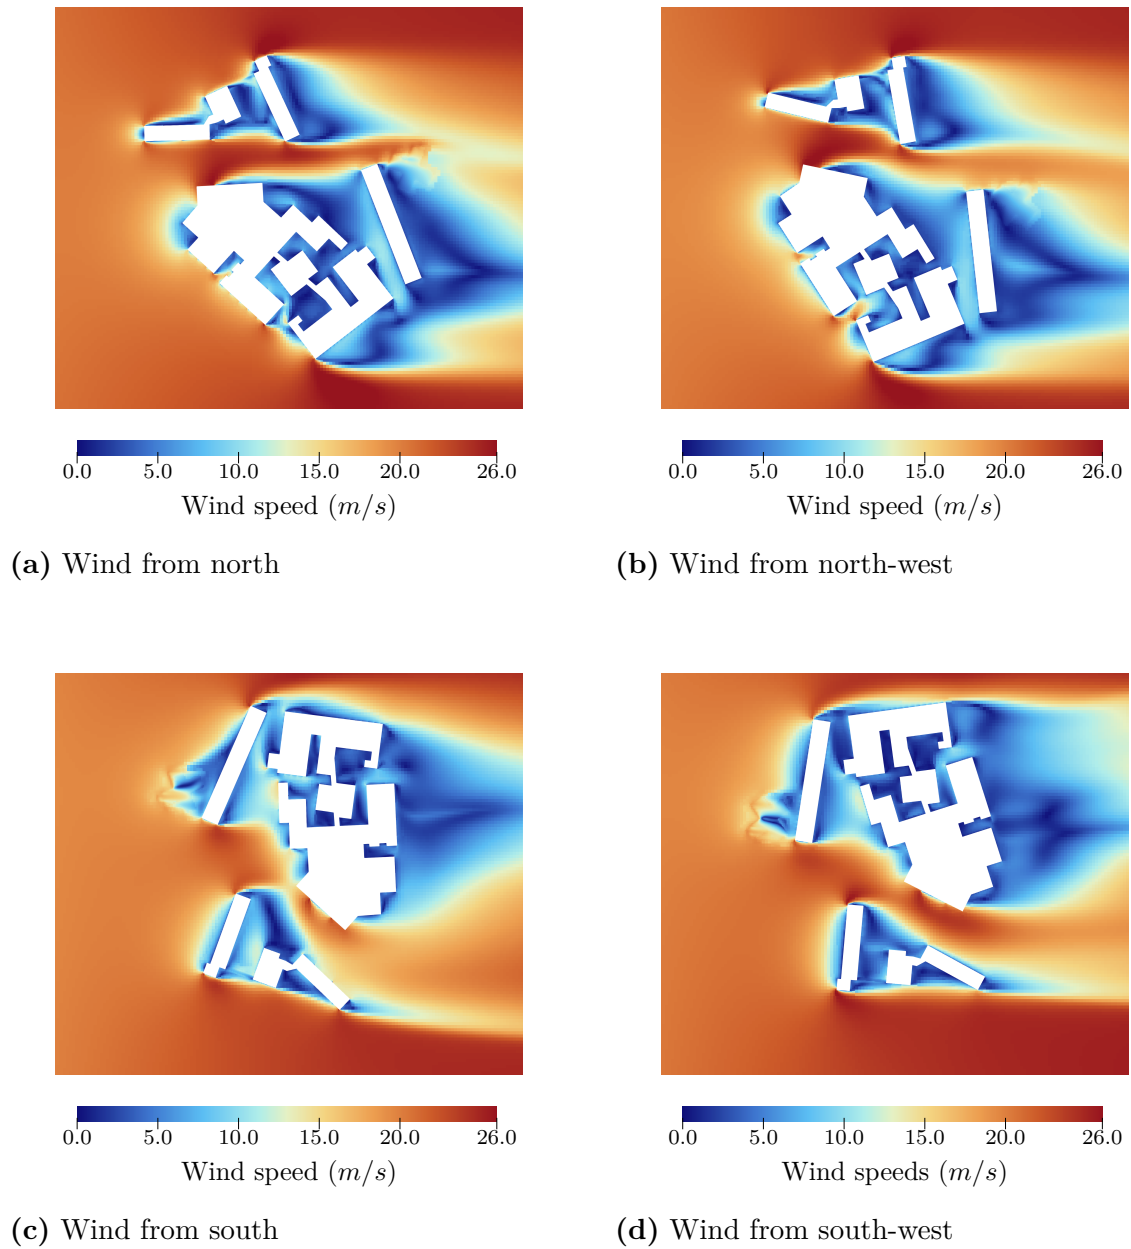 0.0 5.0 10.0 15.0 20.0 26.0
Wind speed (m/s)
(a) Wind from north
0.0 5.0 10.0 15.0 20.0 26.0
Wind speed (m/s)
(b) Wind from north-west
0.0 5.0 10.0 15.0 20.0 26.0
Wind speed (m/s)
(c) Wind from south
0.0 5.0 10.0 15.0 20.0 26.0
Wind speeds (m/s)
(d) Wind from south-west